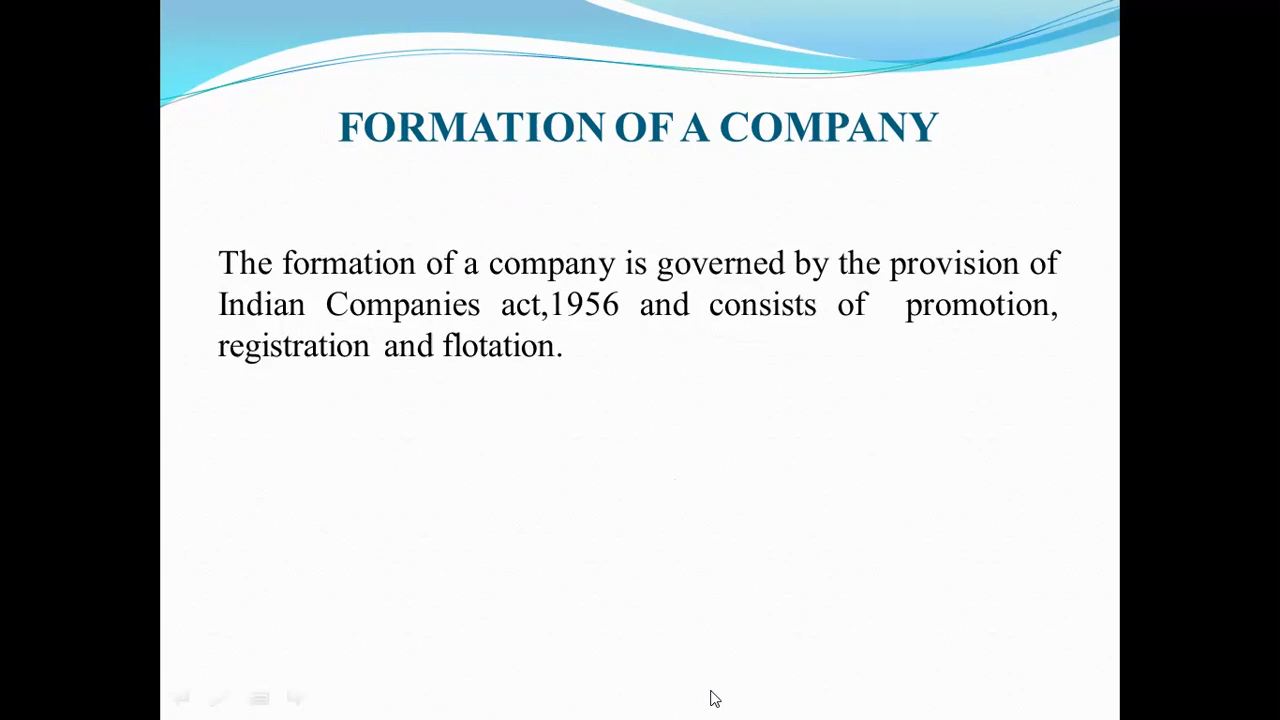 FORMATION OF A COMPANY
The formation of a company is governed by the provision of
Indian Companies act,1956 and consists of promotion,
registration and flotation.